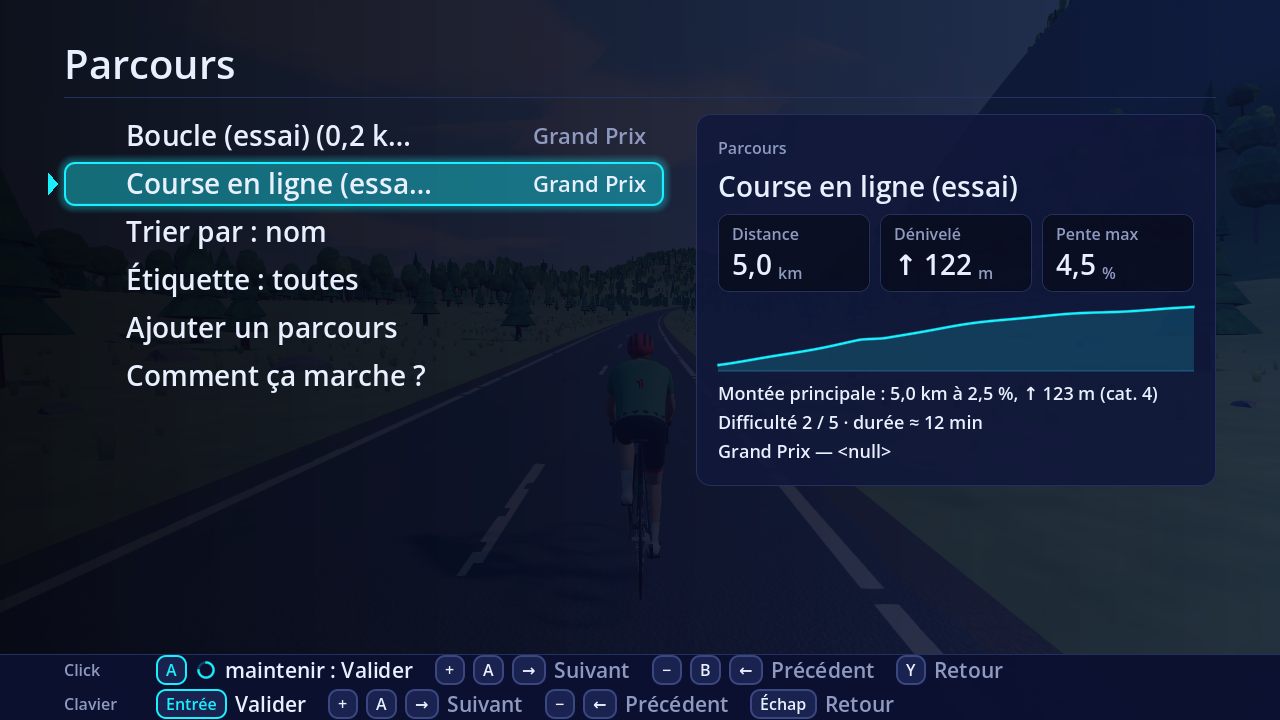 Parcours
Boucle (essai) (0,2 k... Grand Prix
Course en ligne (essa... Grand Prix
Trier par : nom
Étiquette : toutes
Ajouter un parcours
Comment ça marche ?
Parcours
Course en ligne (essai)
Distance Dénivelé Pente max
5,0 km ↑ 122 m 4,5 %
Montée principale : 5,0 km à 2,5 %, ↑ 123 m (cat. 4)
Difficulté 2 / 5 · durée ≈ 12 min
Grand Prix — <null>
Click A maintenir : Valider + A → Suivant − B ← Précédent Y Retour
Clavier Entrée Valider + A → Suivant − ← Précédent Échap Retour